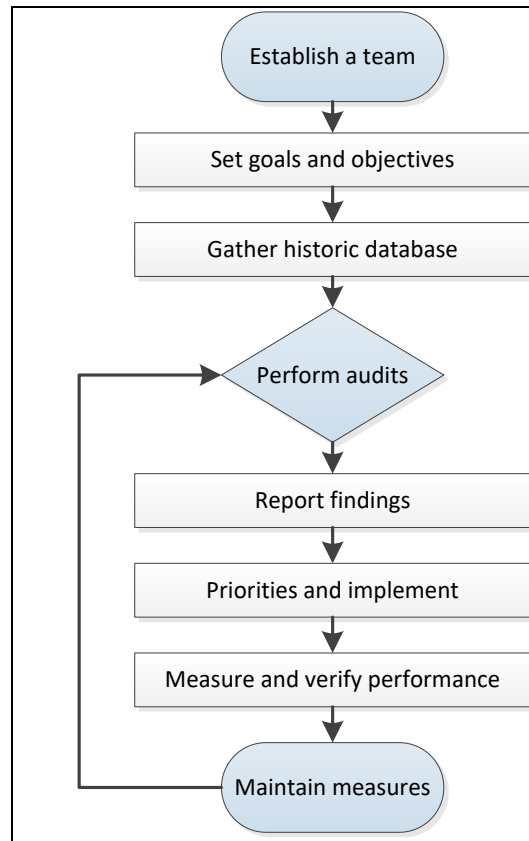 Establish a team
Set goals and objectives
Gather historic database
Perform audits
Report findings
Priorities and implement
Measure and verify performance
Maintain measures